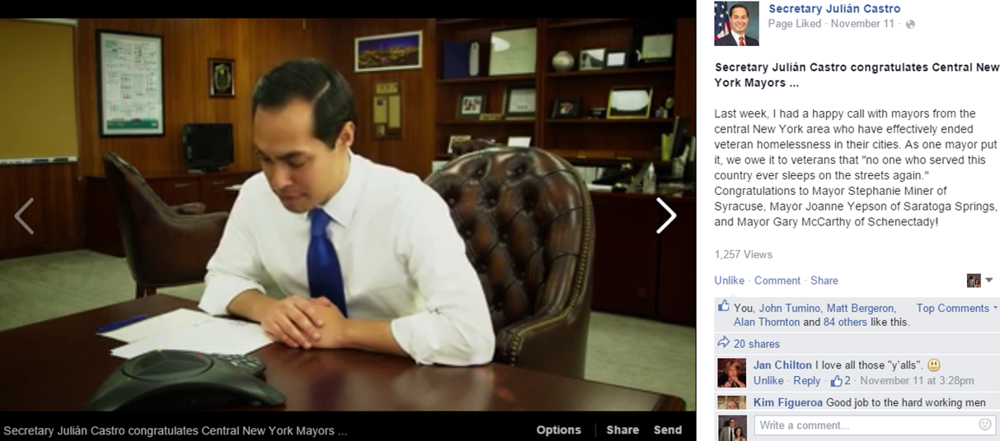 Secretary Julián Castro congratulates Central New York Mayors ...
Options
Share
Send
Secretary Julián Castro
Page Liked · November 11 ·
Secretary Julián Castro congratulates Central New
York Mayors ...
Last week, I had a happy call with mayors from the
central New York area who have effectively ended
veteran homelessness in their cities. As one mayor put
it, we owe it to veterans that "no one who served this
country ever sleeps on the streets again."
Congratulations to Mayor Stephanie Miner of
Syracuse, Mayor Joanne Yepson of Saratoga Springs,
and Mayor Gary McCarthy of Schenectady!
1,257 Views
Unlike · Comment · Share
You, John Tumino, Matt Bergeron, Top Comments
Alan Thornton and 84 others like this.
20 shares
Jan Chilton I love all those "y'alls".
Unlike · Reply · 2 · November 11 at 3:28pm
Kim Figueroa Good job to the hard working men
Write a comment...